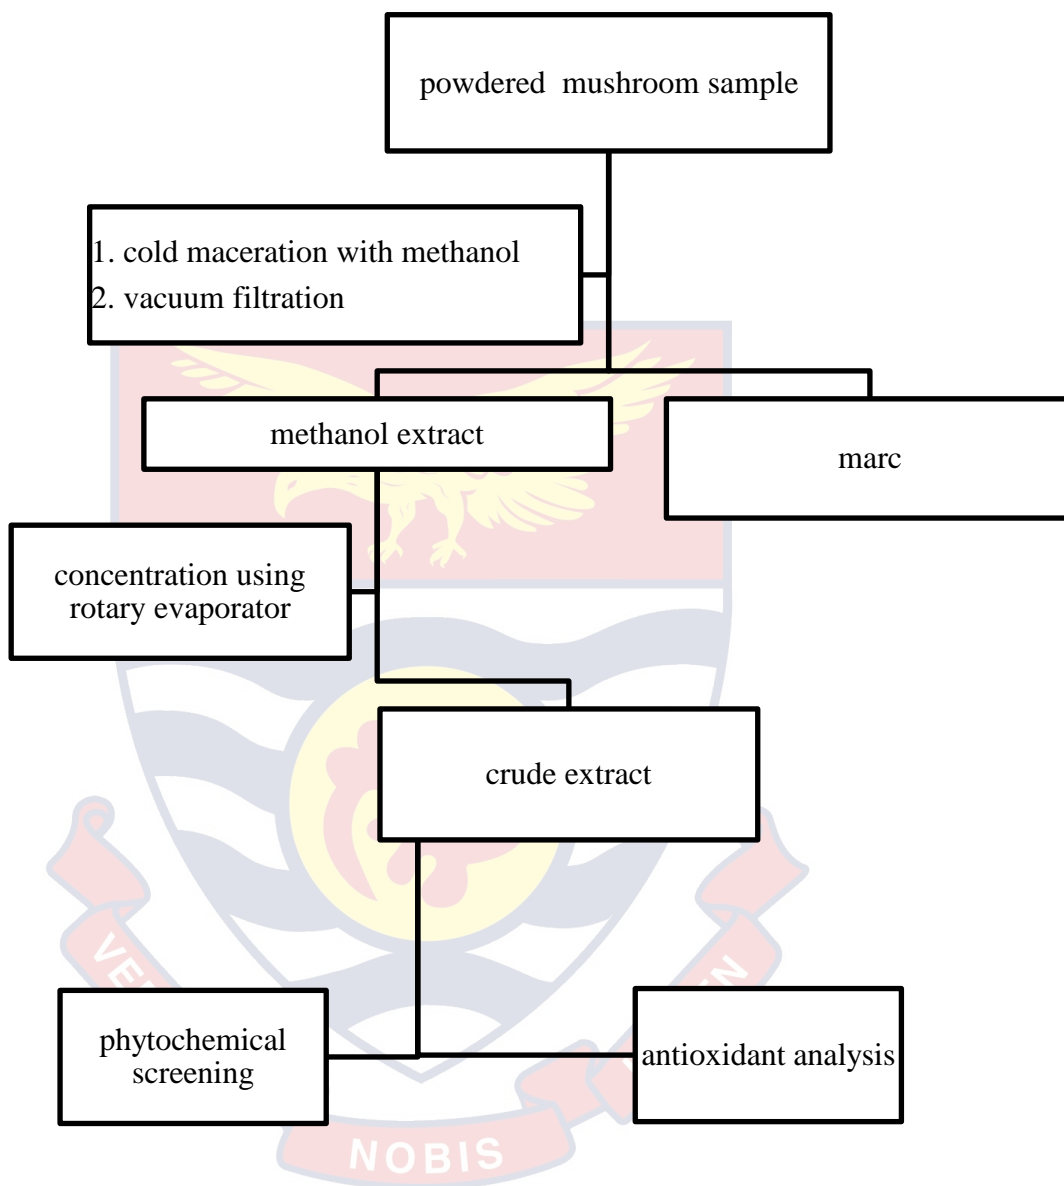 powdered mushroom sample
1. cold maceration with methanol
2. vacuum filtration
methanol extract
marc
concentration using
rotary evaporator
crude extract
phytochemical
screening
antioxidant analysis
NOBIS